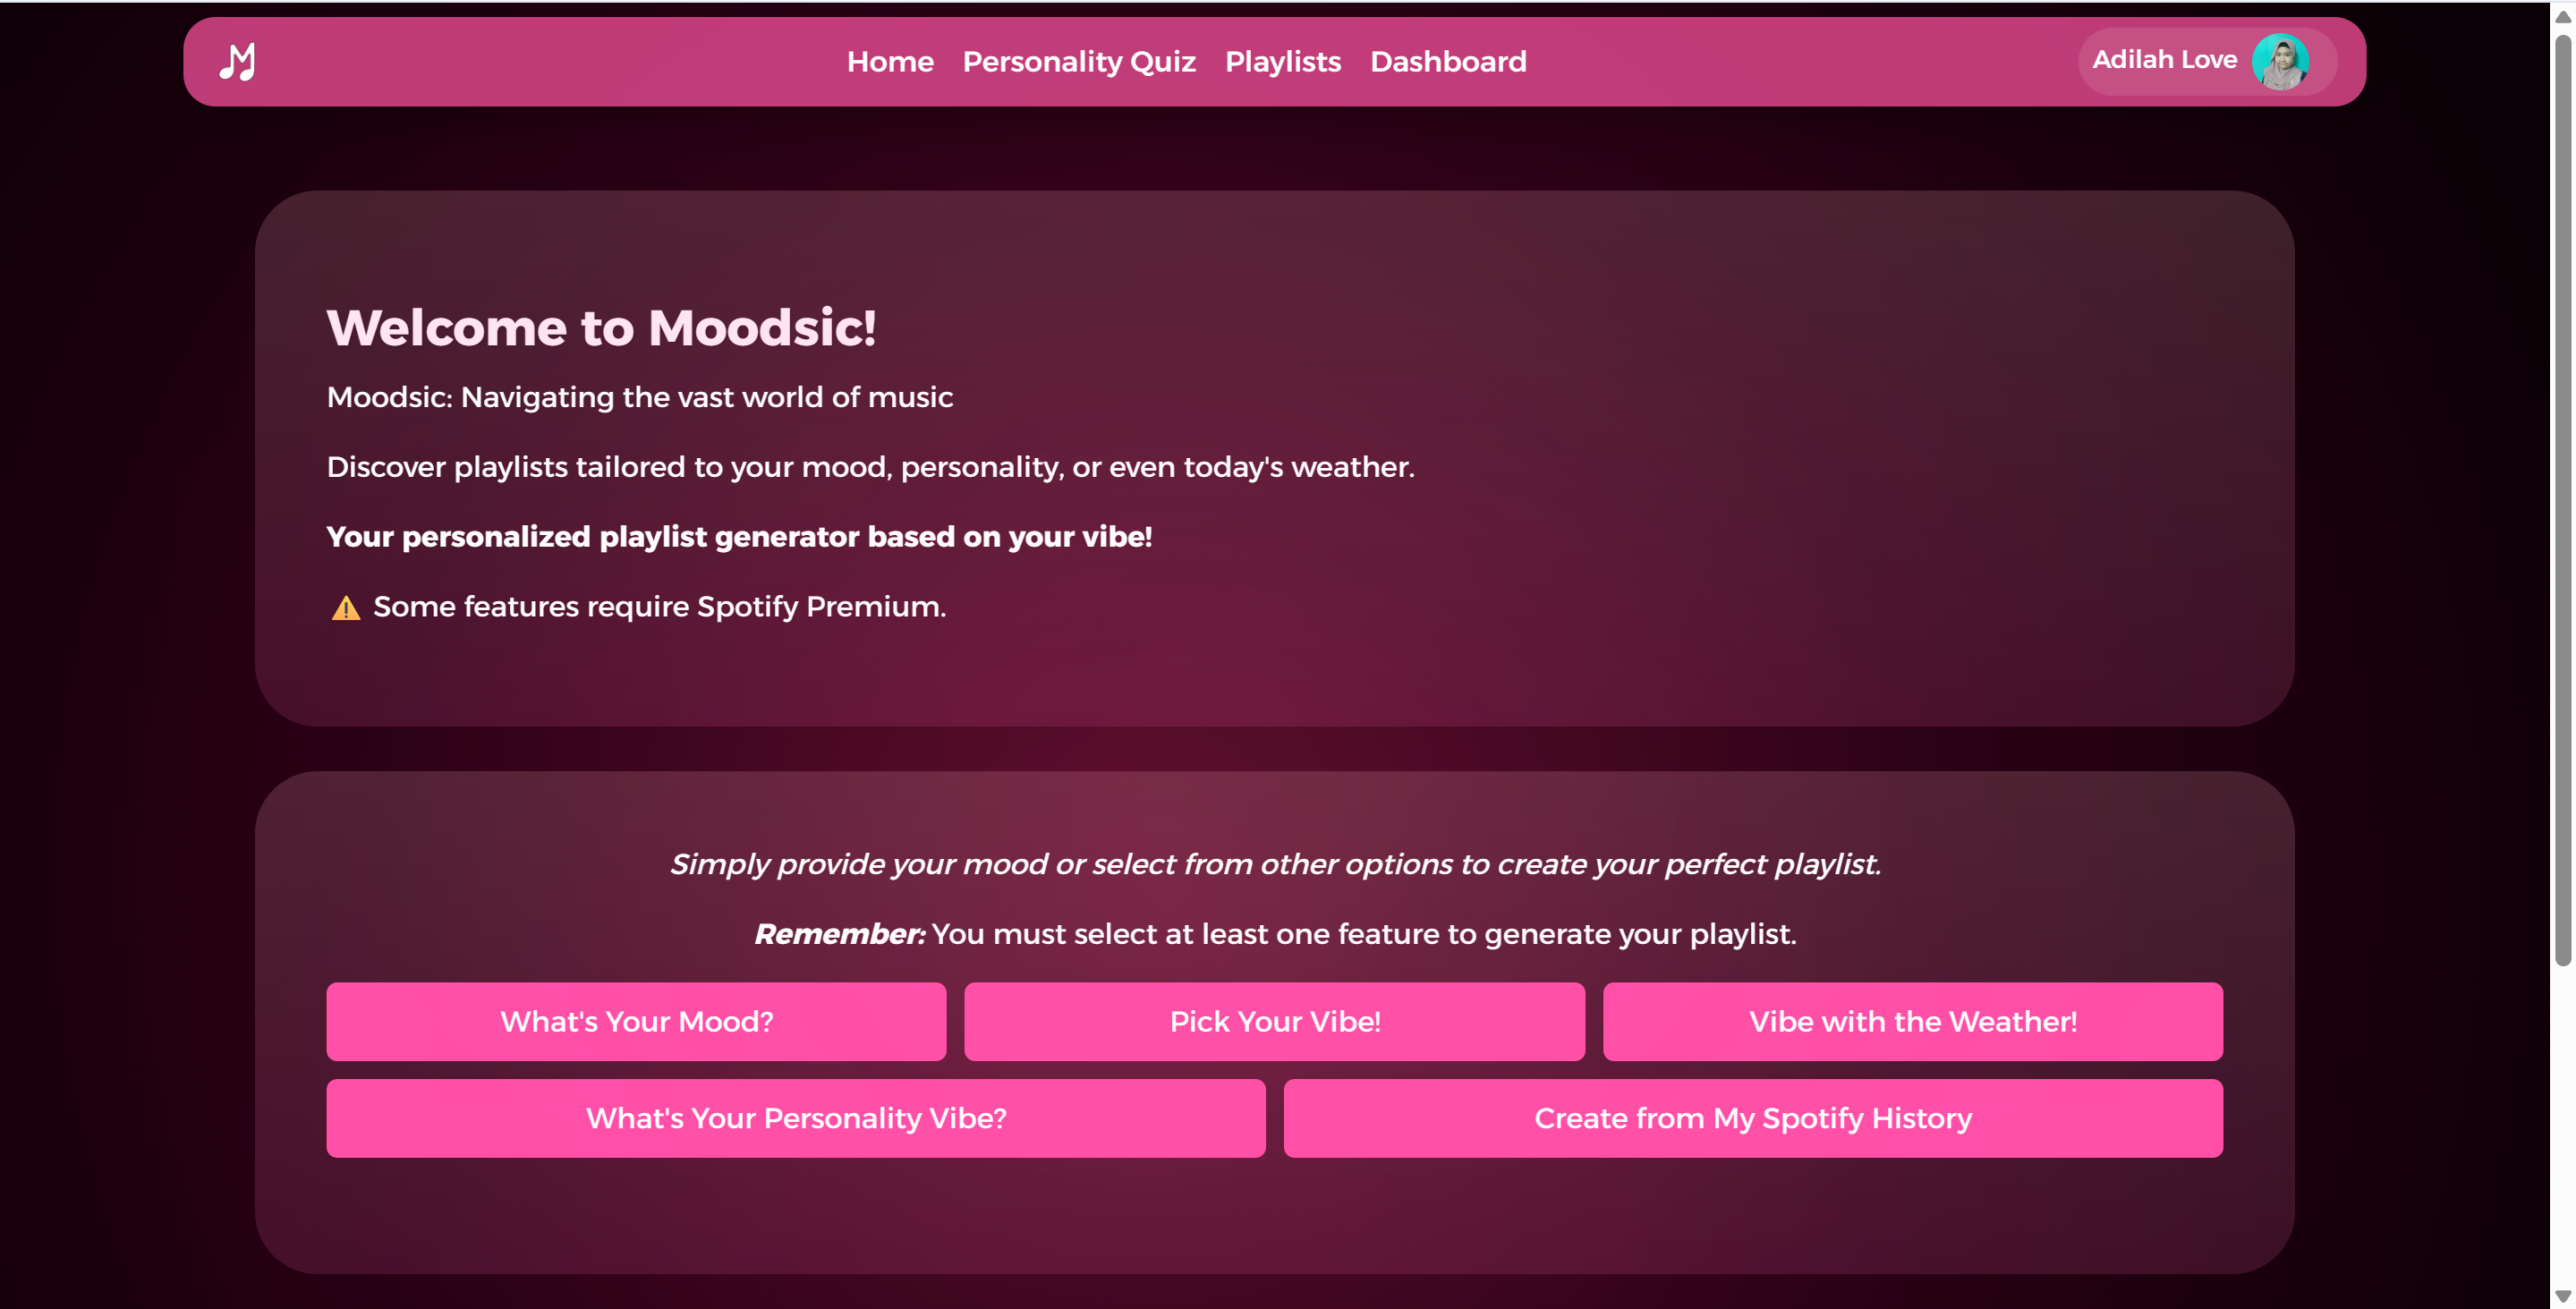 Home Personality Quiz Playlists Dashboard Adilah Love
Welcome to Moodsic!
Moodsic: Navigating the vast world of music
Discover playlists tailored to your mood, personality, or even today's weather.
Your personalized playlist generator based on your vibe!
⚠️ Some features require Spotify Premium.
Simply provide your mood or select from other options to create your perfect playlist.
Remember: You must select at least one feature to generate your playlist.
What's Your Mood? Pick Your Vibe! Vibe with the Weather!
What's Your Personality Vibe? Create from My Spotify History